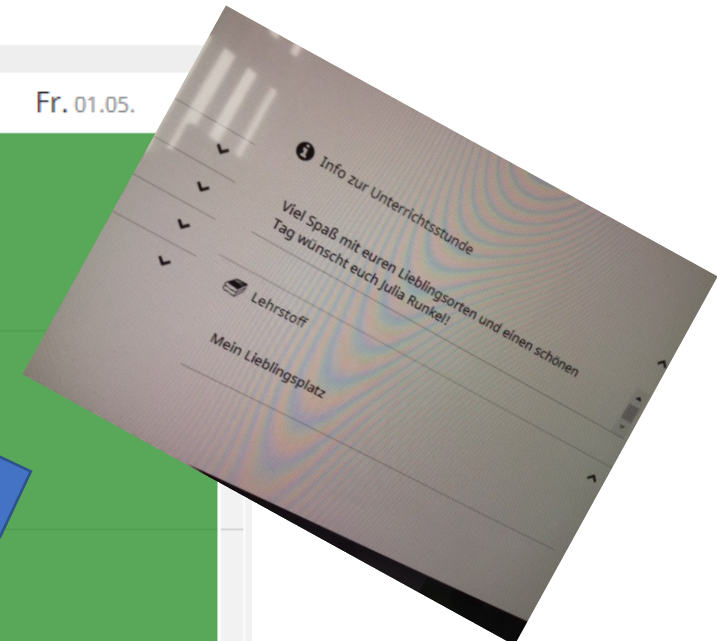 Fr. 01.05.
Info zur Unterrichtsstunde
Viel Spaß mit euren Lieblingsorten und einen schönen
Tag wünscht euch Julia Runkel!
Lehrstoff
Mein Lieblingsplatz